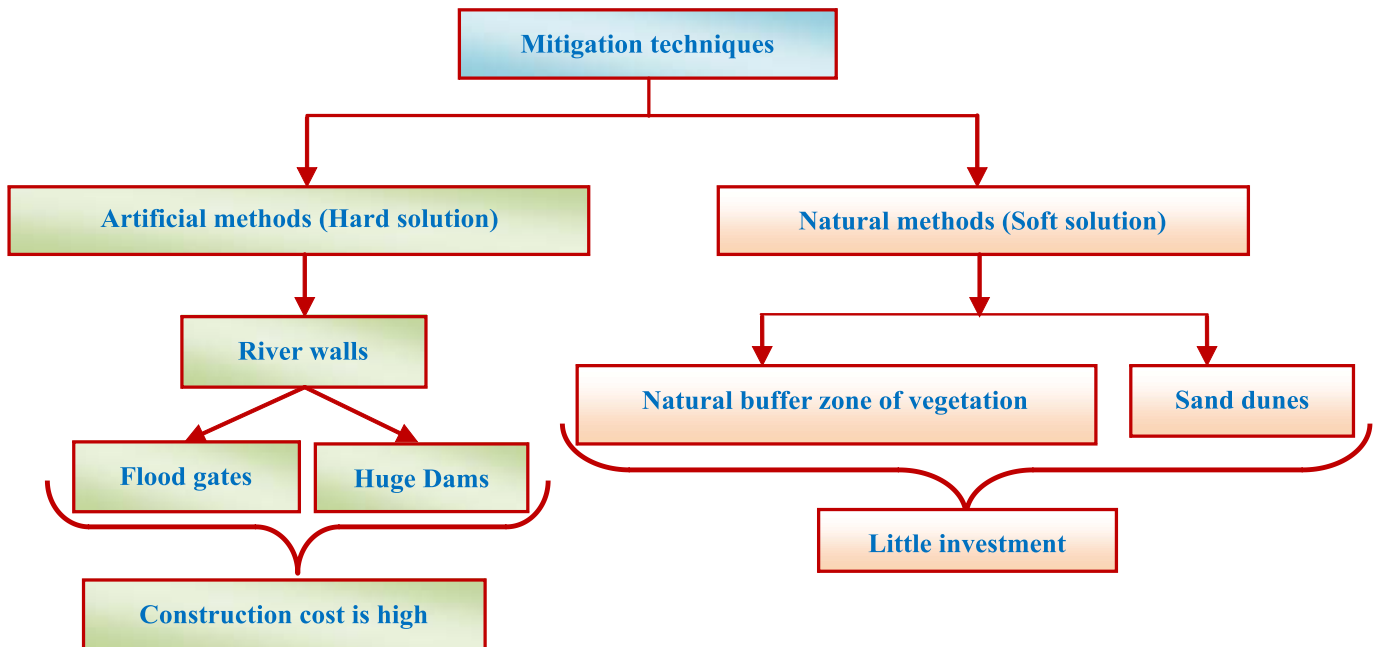 Mitigation techniques
Artificial methods (Hard solution)
Natural methods (Soft solution)
River walls
Natural buffer zone of vegetation
Sand dunes
Flood gates
Huge Dams
Little investment
Construction cost is high